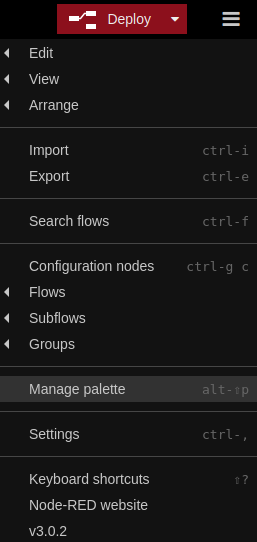 Deploy
Edit
View
Arrange
Import ctrl-i
Export ctrl-e
Search flows ctrl-f
Configuration nodes ctrl-g c
Flows
Subflows
Groups
Manage palette alt-⇧p
Settings ctrl-,
Keyboard shortcuts ⇧?
Node-RED website
v3.0.2